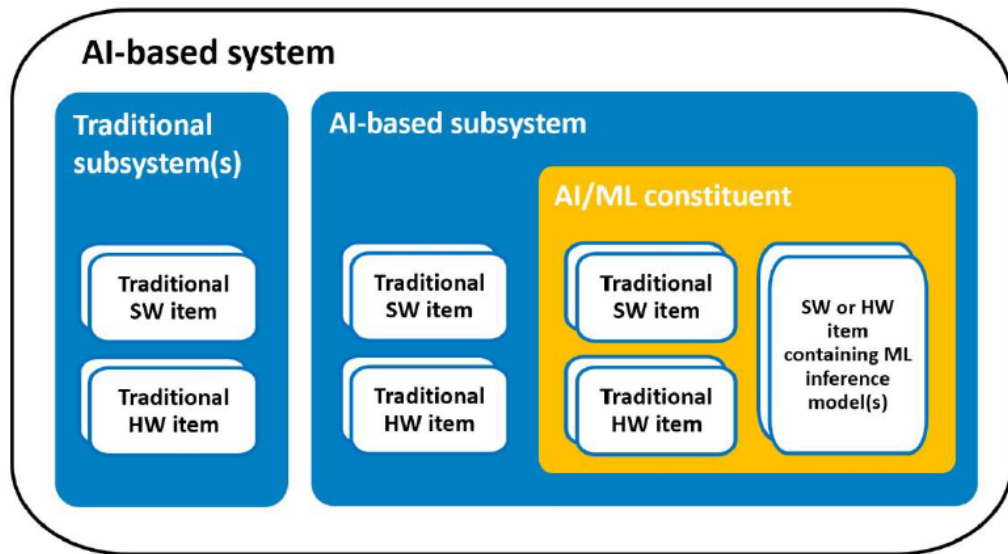 AI-based system
Traditional
subsystem(s)
AI-based subsystem
AI/ML constituent
Traditional
SW item
Traditional
HW item
Traditional
SW item
Traditional
HW item
Traditional
SW item
Traditional
HW item
SW or HW
item
containing ML
inference
model(s)